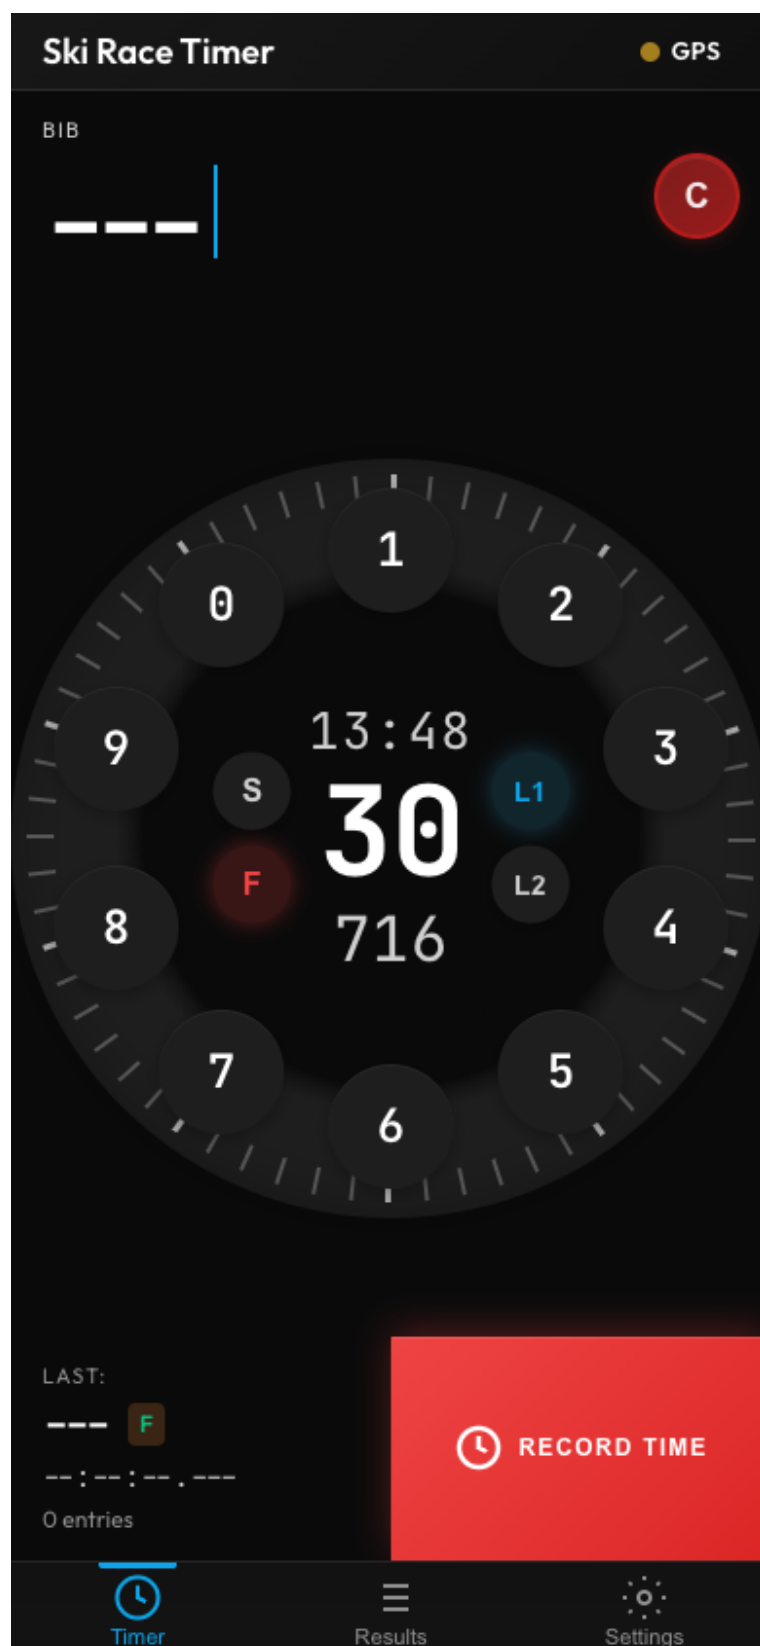 Ski Race Timer
GPS
BIB
---
C
1
0
2
9
3
13:48
S
30
L1
F
L2
716
8
4
7
5
6
LAST:
--- F
--:--:--.---
0 entries
RECORD TIME
Timer
Results
Settings